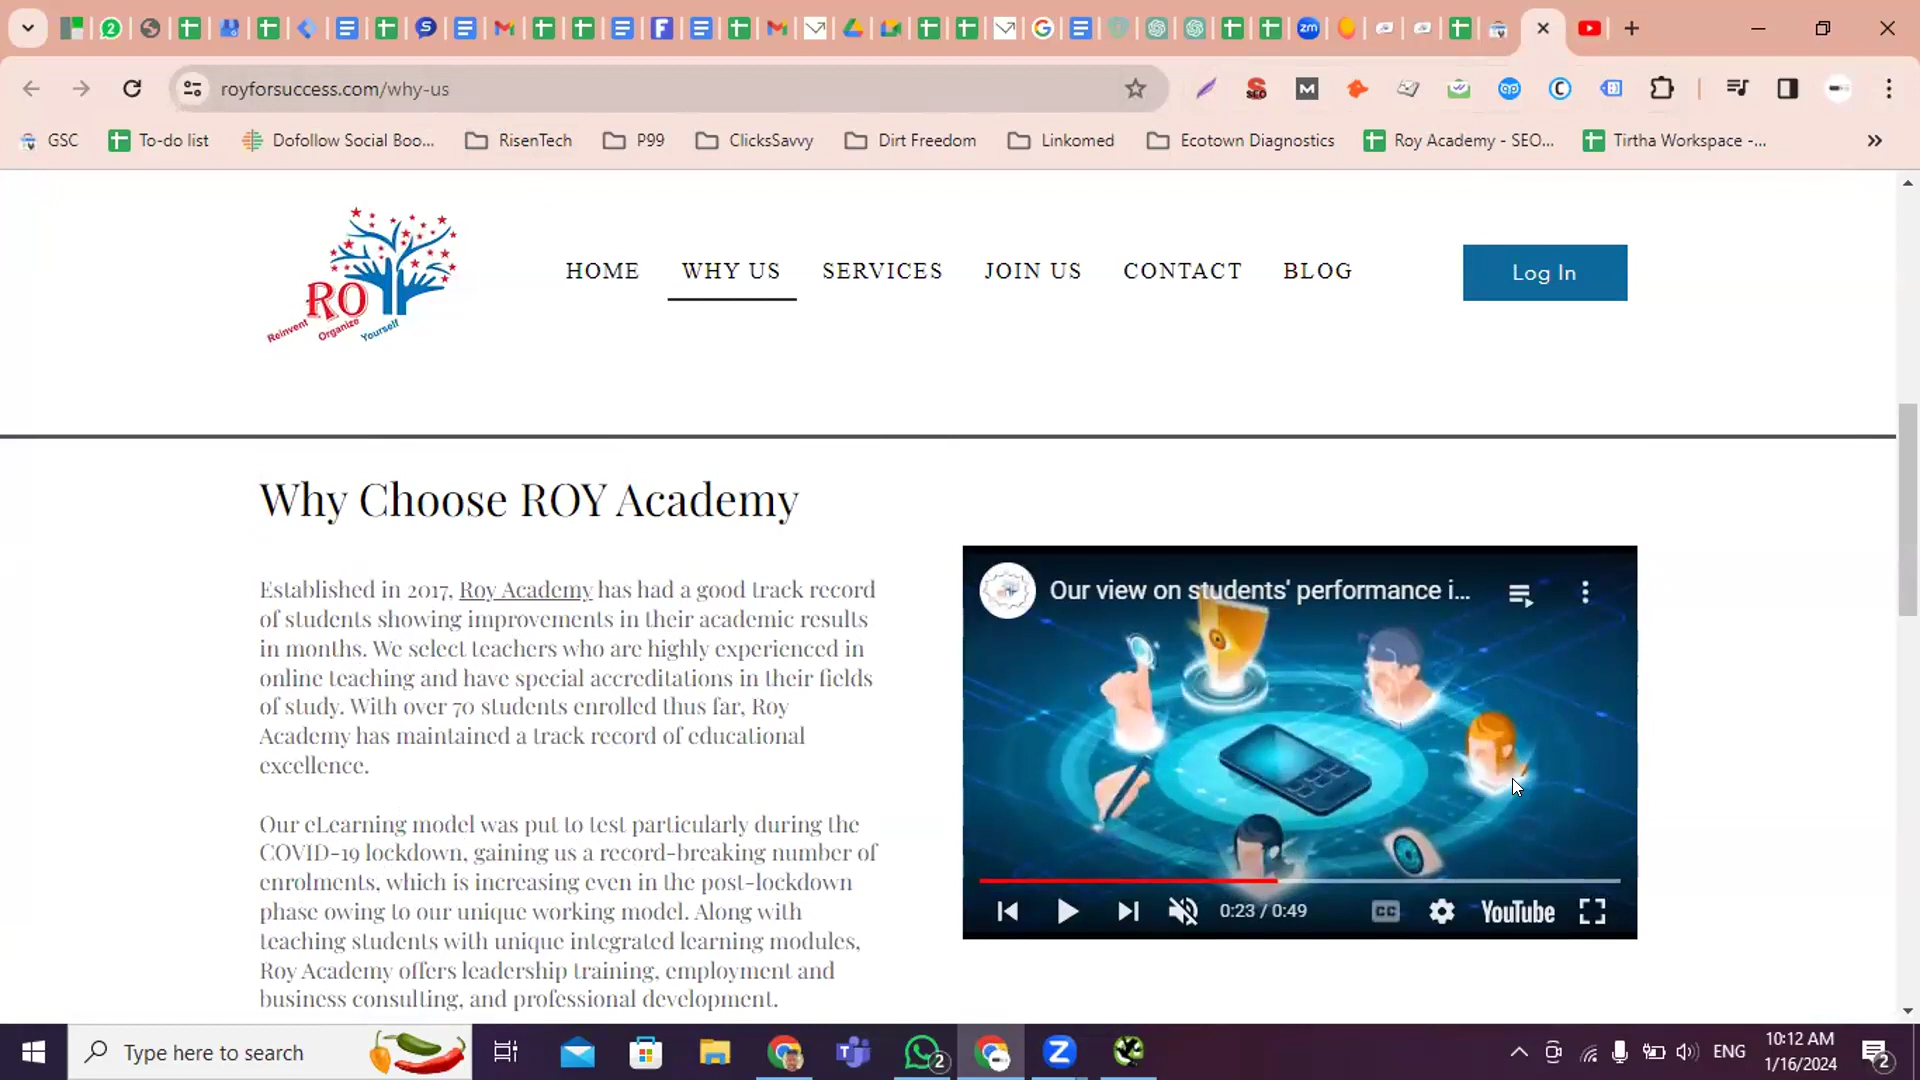 royforsuccess.com/why-us
GSC To-do list Dofollow Social Boo... RisenTech P99 ClicksSavvy Dirt Freedom Linkomed Ecotown Diagnostics Roy Academy - SEO... Tirtha Workspace -... »
ROY
Reinvent Organize Yourself
HOME WHY US SERVICES JOIN US CONTACT BLOG Log In
Why Choose ROY Academy
Established in 2017, Roy Academy has had a good track record
of students showing improvements in their academic results
in months. We select teachers who are highly experienced in
online teaching and have special accreditations in their fields
of study. With over 70 students enrolled thus far, Roy
Academy has maintained a track record of educational
excellence.
Our eLearning model was put to test particularly during the
COVID-19 lockdown, gaining us a record-breaking number of
enrolments, which is increasing even in the post-lockdown
phase owing to our unique working model. Along with
teaching students with unique integrated learning modules,
Roy Academy offers leadership training, employment and
business consulting, and professional development.
Our view on students' performance i...
0:23 / 0:49 CC YouTube
Type here to search
2
ENG
10:12 AM
1/16/2024
2